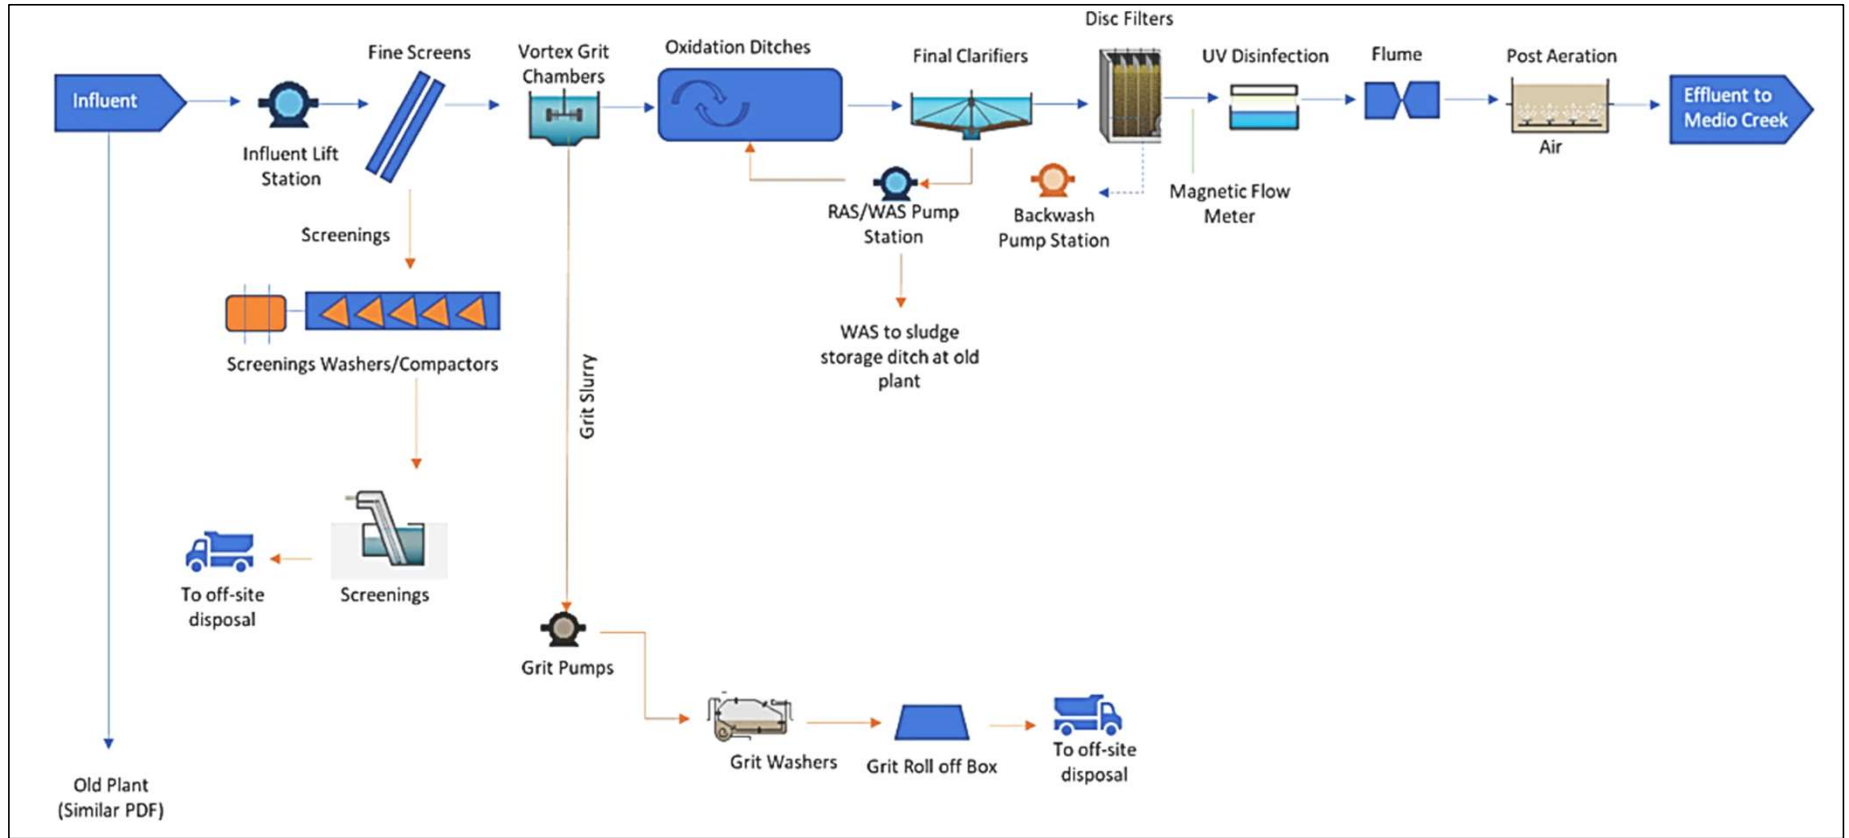 Disc Filters
Fine Screens
Vortex Grit
Chambers
Oxidation Ditches
Final Clarifiers
UV Disinfection
Flume
Post Aeration
Influent
Effluent to
Medio Creek
Influent Lift
Station
Air
RAS/WAS Pump
Station
Backwash
Pump Station
Magnetic Flow
Meter
Screenings
WAS to sludge
storage ditch at old
plant
Screenings Washers/Compactors
Grit Slurry
To off-site
disposal
Screenings
Grit Pumps
Grit Washers
Grit Roll off Box
To off-site
disposal
Old Plant
(Similar PDF)